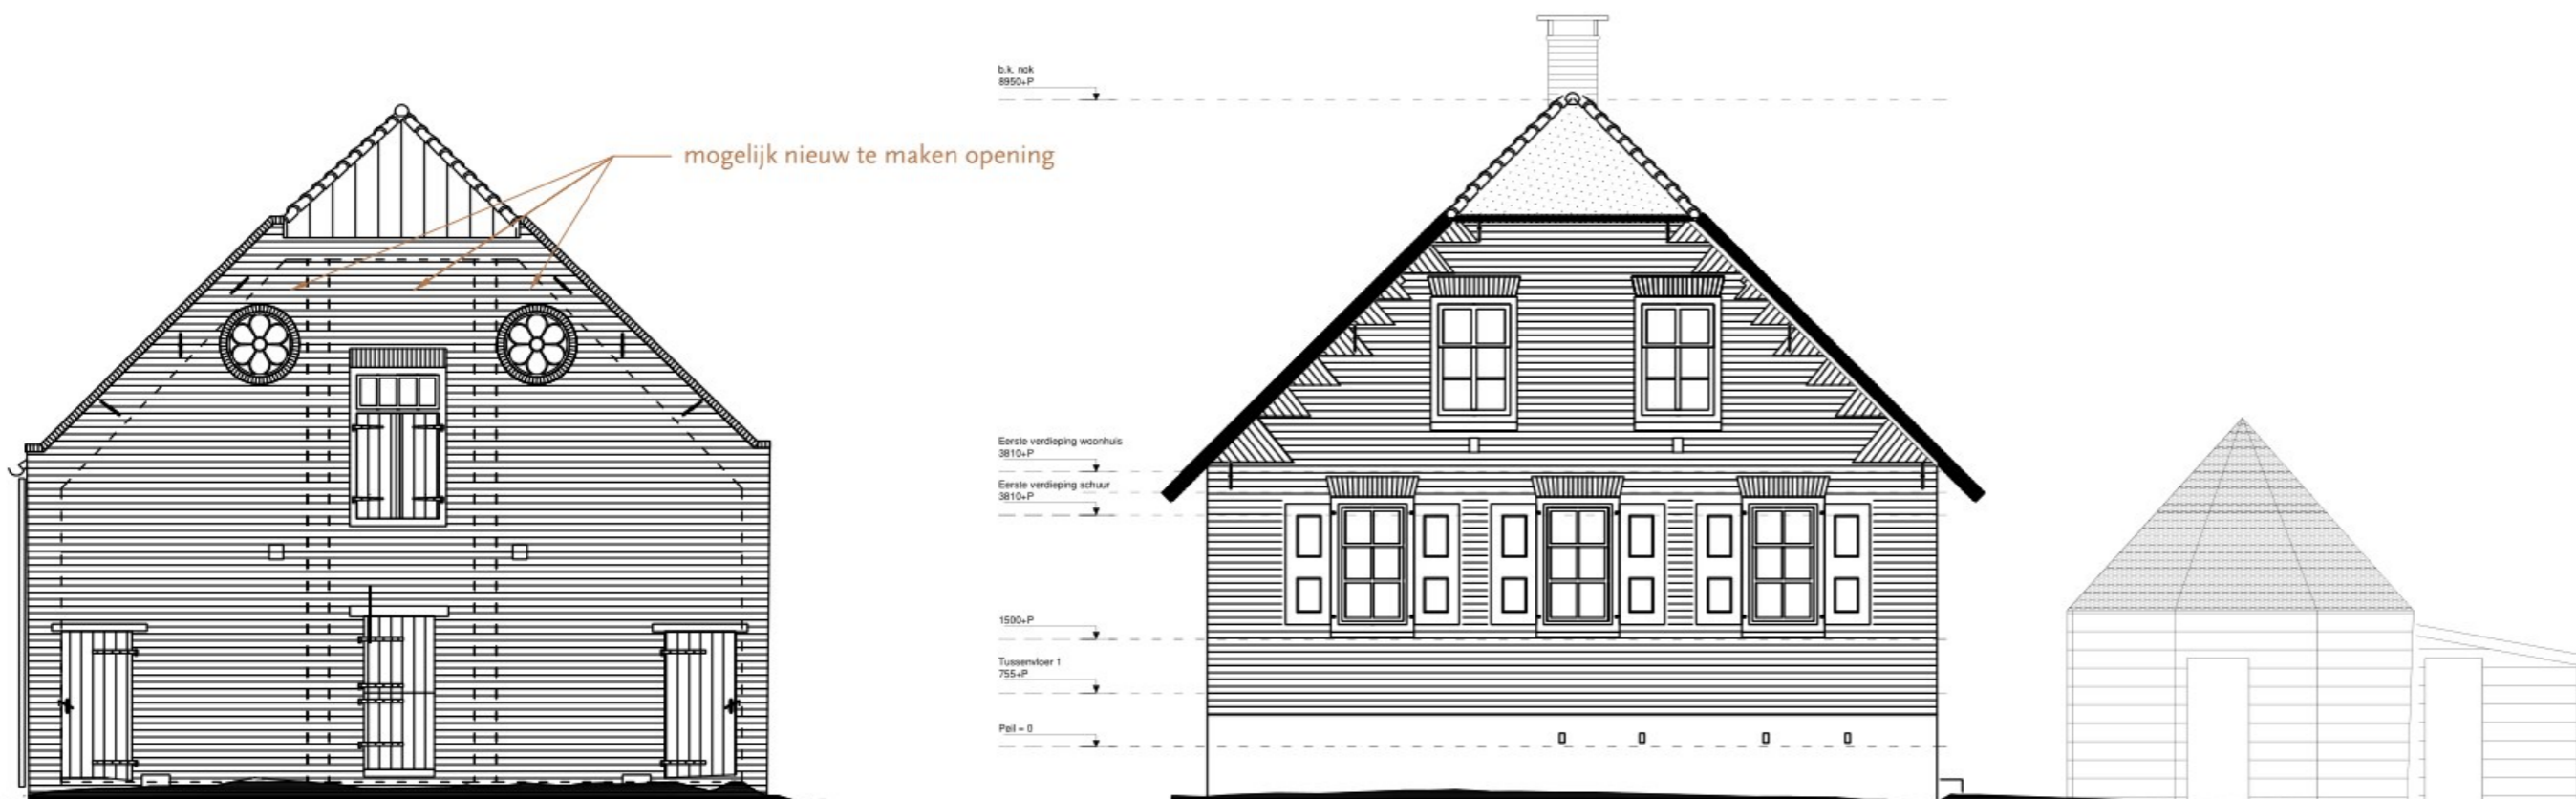 b.k. nok
8950+P
mogelijk nieuw te maken opening
Eerste verdieping woonhuis
3810+P
Eerste verdieping schuur
3810+P
1500+P
Tussenvloer 1
755+P
Peil = 0